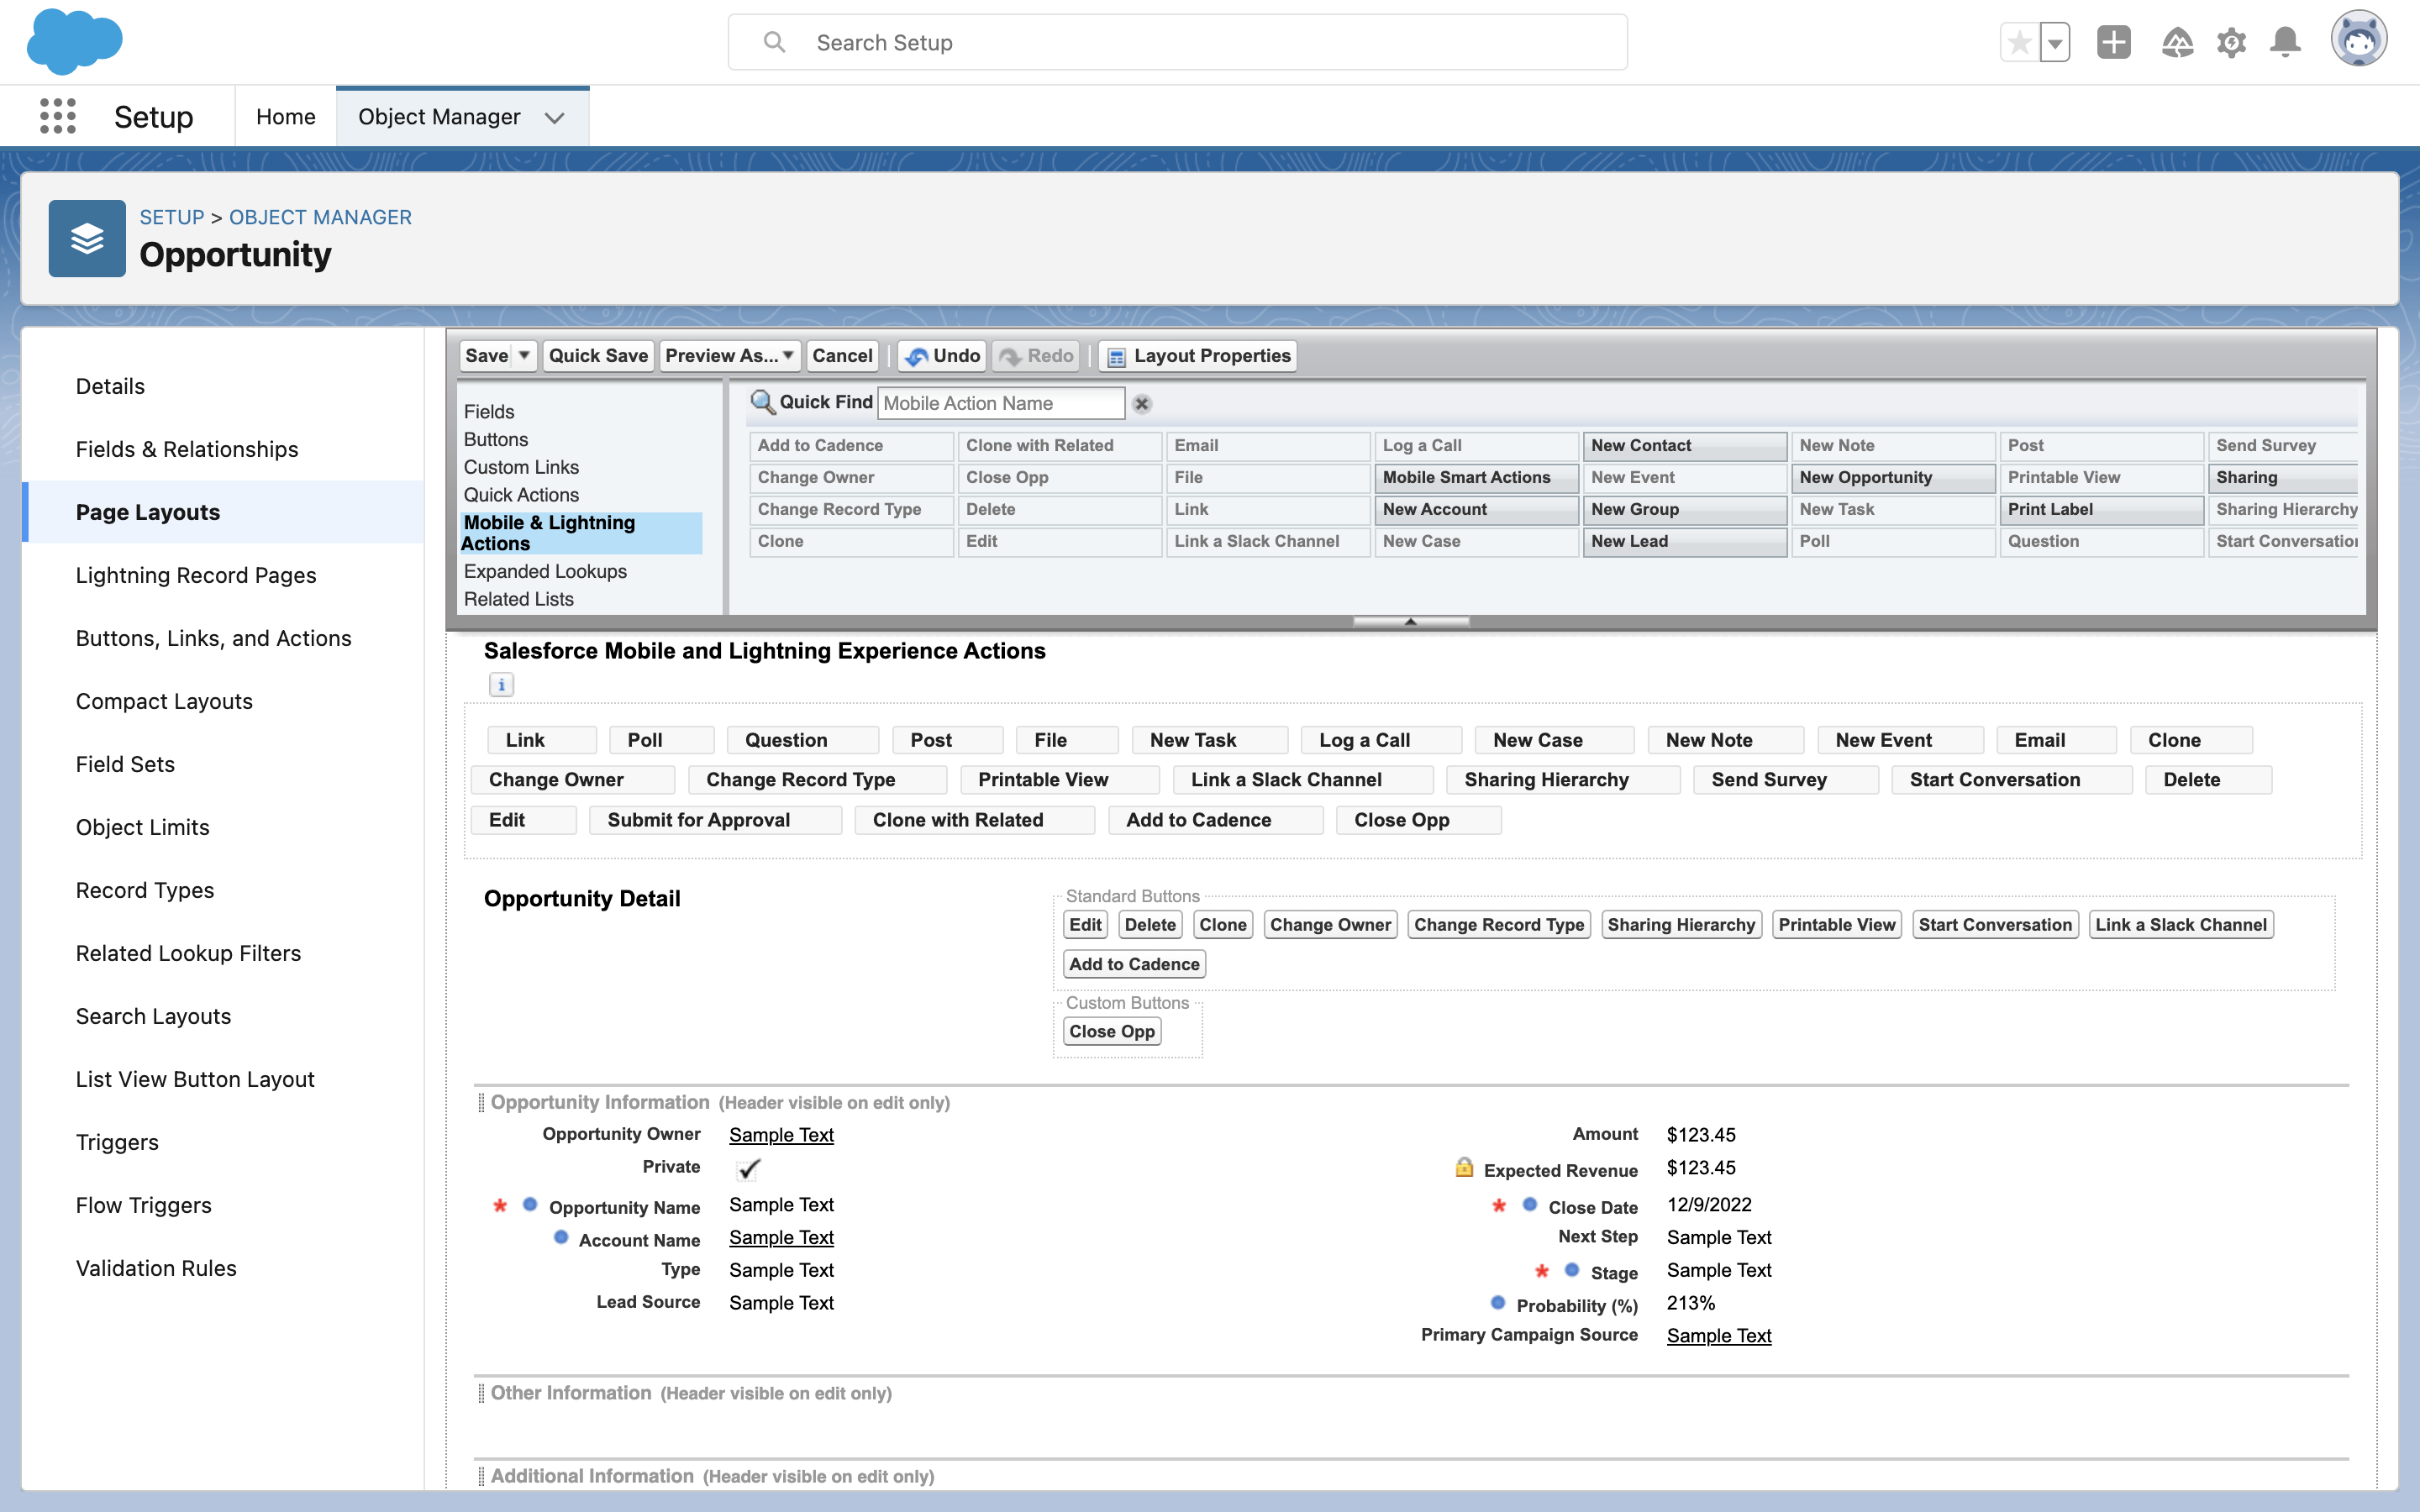 Search Setup
Setup
Home
Object Manager
SETUP > OBJECT MANAGER
Opportunity
Details
Fields & Relationships
Page Layouts
Lightning Record Pages
Buttons, Links, and Actions
Compact Layouts
Field Sets
Object Limits
Record Types
Related Lookup Filters
Search Layouts
List View Button Layout
Triggers
Flow Triggers
Validation Rules
Save Quick Save Preview As... Cancel Undo Redo Layout Properties
Fields
Buttons
Custom Links
Quick Actions
Mobile & Lightning
Actions
Expanded Lookups
Related Lists
Quick Find Mobile Action Name
Add to Cadence Clone with Related Email Log a Call New Contact New Note Post Send Survey
Change Owner Close Opp File Mobile Smart Actions New Event New Opportunity Printable View Sharing
Change Record Type Delete Link New Account New Group New Task Print Label Sharing Hierarchy
Clone Edit Link a Slack Channel New Case New Lead Poll Question Start Conversation
Salesforce Mobile and Lightning Experience Actions
i
Link Poll Question Post File New Task Log a Call New Case New Note New Event Email Clone
Change Owner Change Record Type Printable View Link a Slack Channel Sharing Hierarchy Send Survey Start Conversation Delete
Edit Submit for Approval Clone with Related Add to Cadence Close Opp
Opportunity Detail
Standard Buttons
Edit Delete Clone Change Owner Change Record Type Sharing Hierarchy Printable View Start Conversation Link a Slack Channel
Add to Cadence
Custom Buttons
Close Opp
Opportunity Information (Header visible on edit only)
Opportunity Owner Sample Text
Private
* Opportunity Name Sample Text
Account Name Sample Text
Type Sample Text
Lead Source Sample Text
Amount $123.45
Expected Revenue $123.45
* Close Date 12/9/2022
Next Step Sample Text
* Stage Sample Text
Probability (%) 213%
Primary Campaign Source Sample Text
Other Information (Header visible on edit only)
Additional Information (Header visible on edit only)